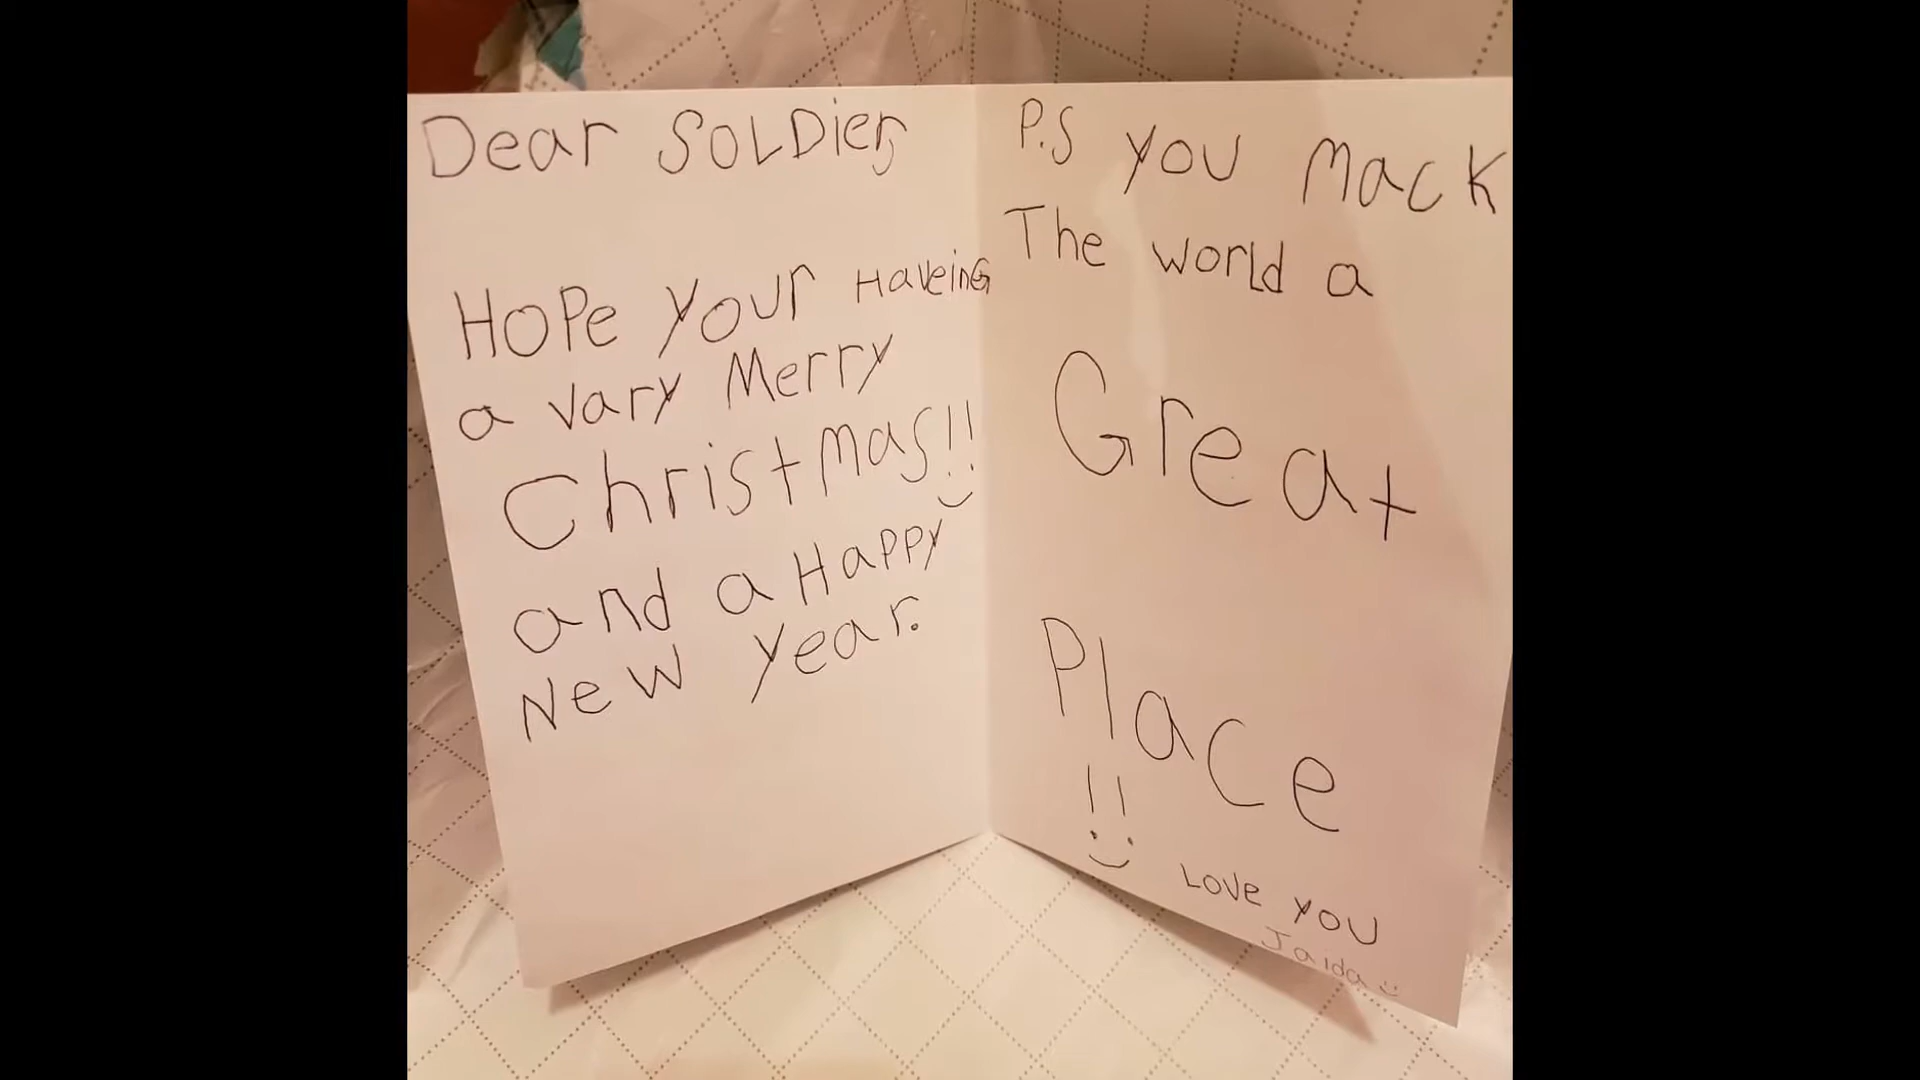 Dear SOLDier,
HOPe your HaveinG
a vary Merry
Christmas!!
and a Happy
New year.
P.S you mack
The world a
Great
Place
!!
Love you
Jaida